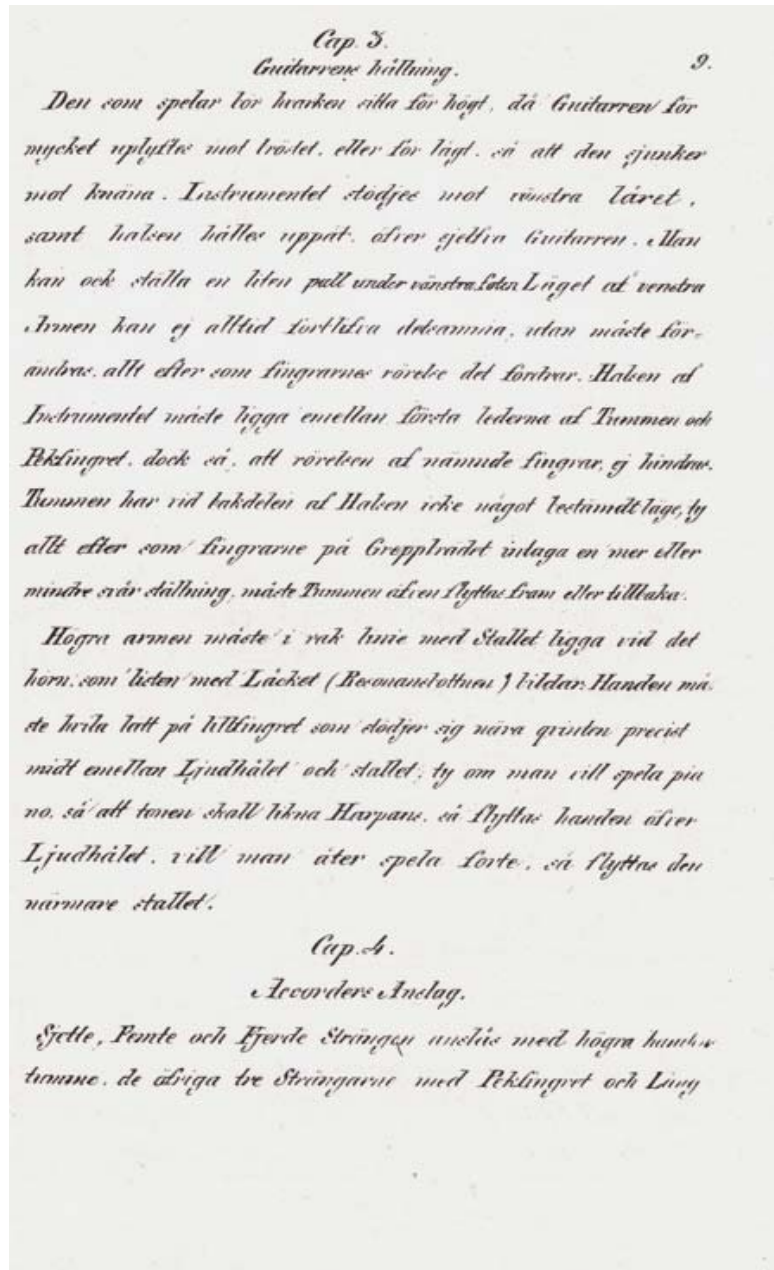 Cap. 3.
9.
Guitarrens hållning.
Den som spelar bör hvarken sitta för högt, då Guitarren för
mycket uplyftes mot bröstet, eller för lågt, så att den sjunker
mot knäna. Instrumentet stödjes mot vänstra låret,
samt halsen hålles uppåt, öfver sjelfva Guitarren. Man
kan ock ställa en liten pall under vänstra foten Läget af venstra
Armen kan ej alltid fortblifva detsamma, utan måste för-
ändras, allt efter som fingrarnes rörelse det fordrar. Halsen af
Instrumentet måste ligga emellan första lederna af Tummen och
Pekfingret, dock så, att rörelsen af nämnde fingrar, ej hindras.
Tummen har vid bakdelen af Halsen icke något bestämdt läge, ty
allt efter som fingrarne på Greppbrädet intaga en mer eller
mindre svår ställning, måste Tummen äfven flyttas fram eller tillbaka.
Högra armen måste i rak linie med Stallet ligga vid det
hörn, som listen med Låcket (Resonansbottnen) bildar. Handen må-
ste hvila lätt på lillfingret som stödjer sig nära qvinten precist
midt emellan Ljudhålet och stallet; ty om man vill spela pia
no, så att tonen skall likna Harpans, så flyttas handen öfver
Ljudhålet, vill man åter spela forte, så flyttas den
närmare stallet.
Cap. 4.
Accorders Anslag.
Sjette, Femte och Fjerde Strängen anslås med högra handens
tumme, de öfriga tre Strängarne med Pekfingret och Lång